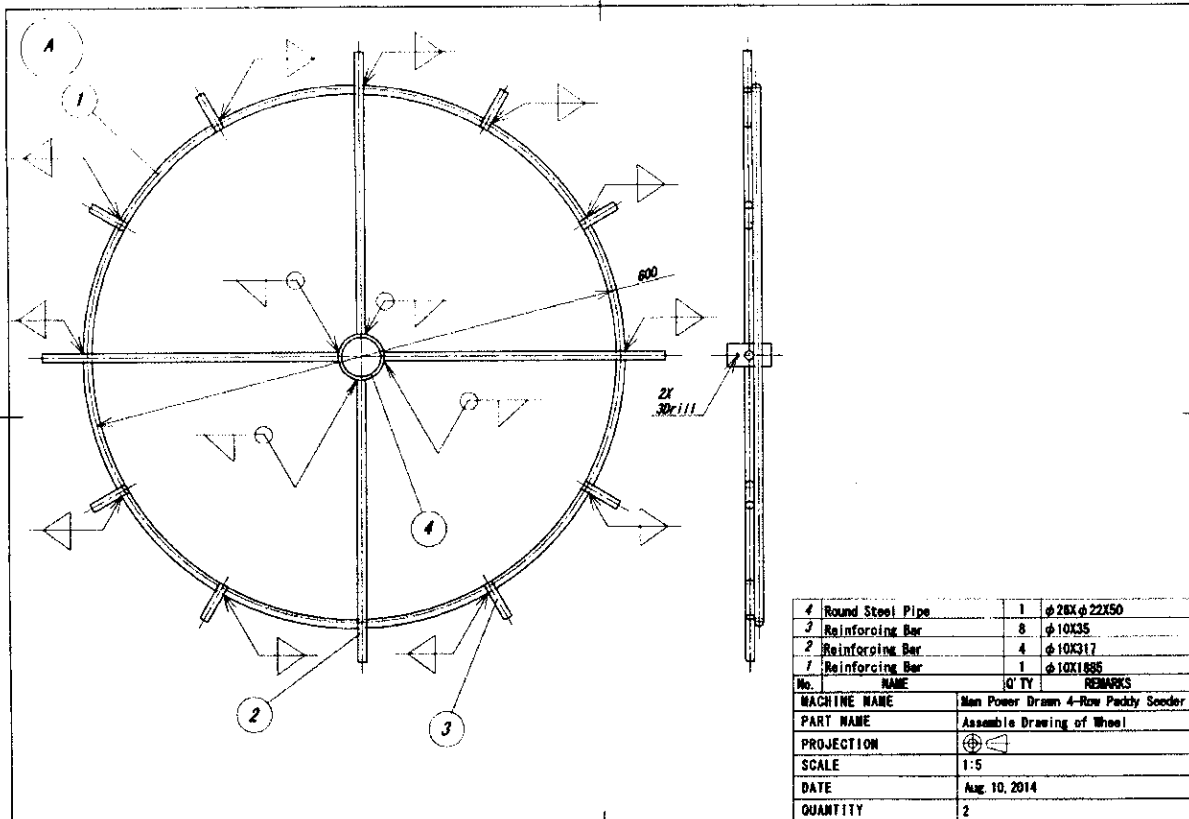 A
1
600
2X
3Drill
4
2
3
4 Round Steel Pipe 1 φ28Xφ22X50
3 Reinforcing Bar 8 φ10X35
2 Reinforcing Bar 4 φ10X317
1 Reinforcing Bar 1 φ10X1885
No. NAME Q'TY REMARKS
MACHINE NAME Man Power Drawn 4-Row Paddy Seeder
PART NAME Assemble Drawing of Wheel
PROJECTION
SCALE 1:5
DATE Aug. 10, 2014
QUANTITY 2